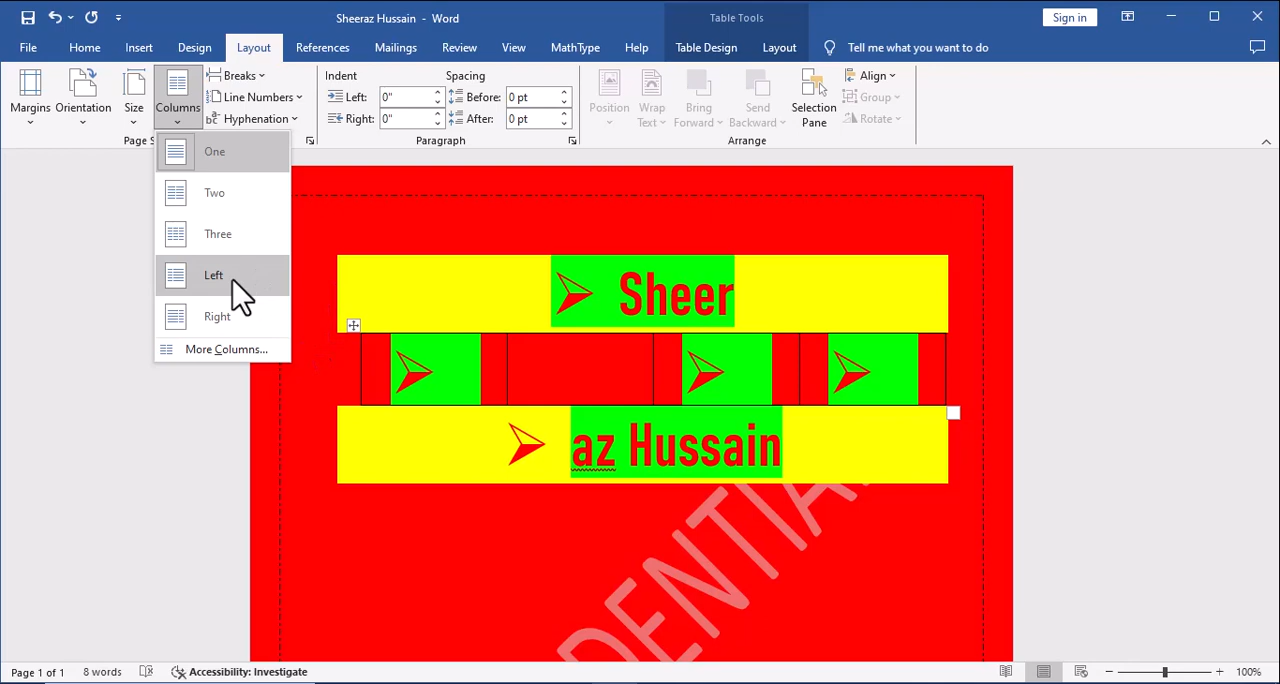 Sheeraz Hussain - Word
Table Tools
Sign in
File Home Insert Design Layout References Mailings Review View MathType Help Table Design Layout Tell me what you want to do
Margins
Orientation
Size
Columns
Breaks
Line Numbers
Hyphenation
Indent
Left: 0"
Right: 0"
Spacing
Before: 0 pt
After: 0 pt
Position
Wrap Text
Bring Forward
Send Backward
Selection Pane
Align
Group
Rotate
Page S
Paragraph
Arrange
One
Two
Three
Left
Right
More Columns...
Sheer
az Hussain
DENTIA
Page 1 of 1 8 words Accessibility: Investigate 100%